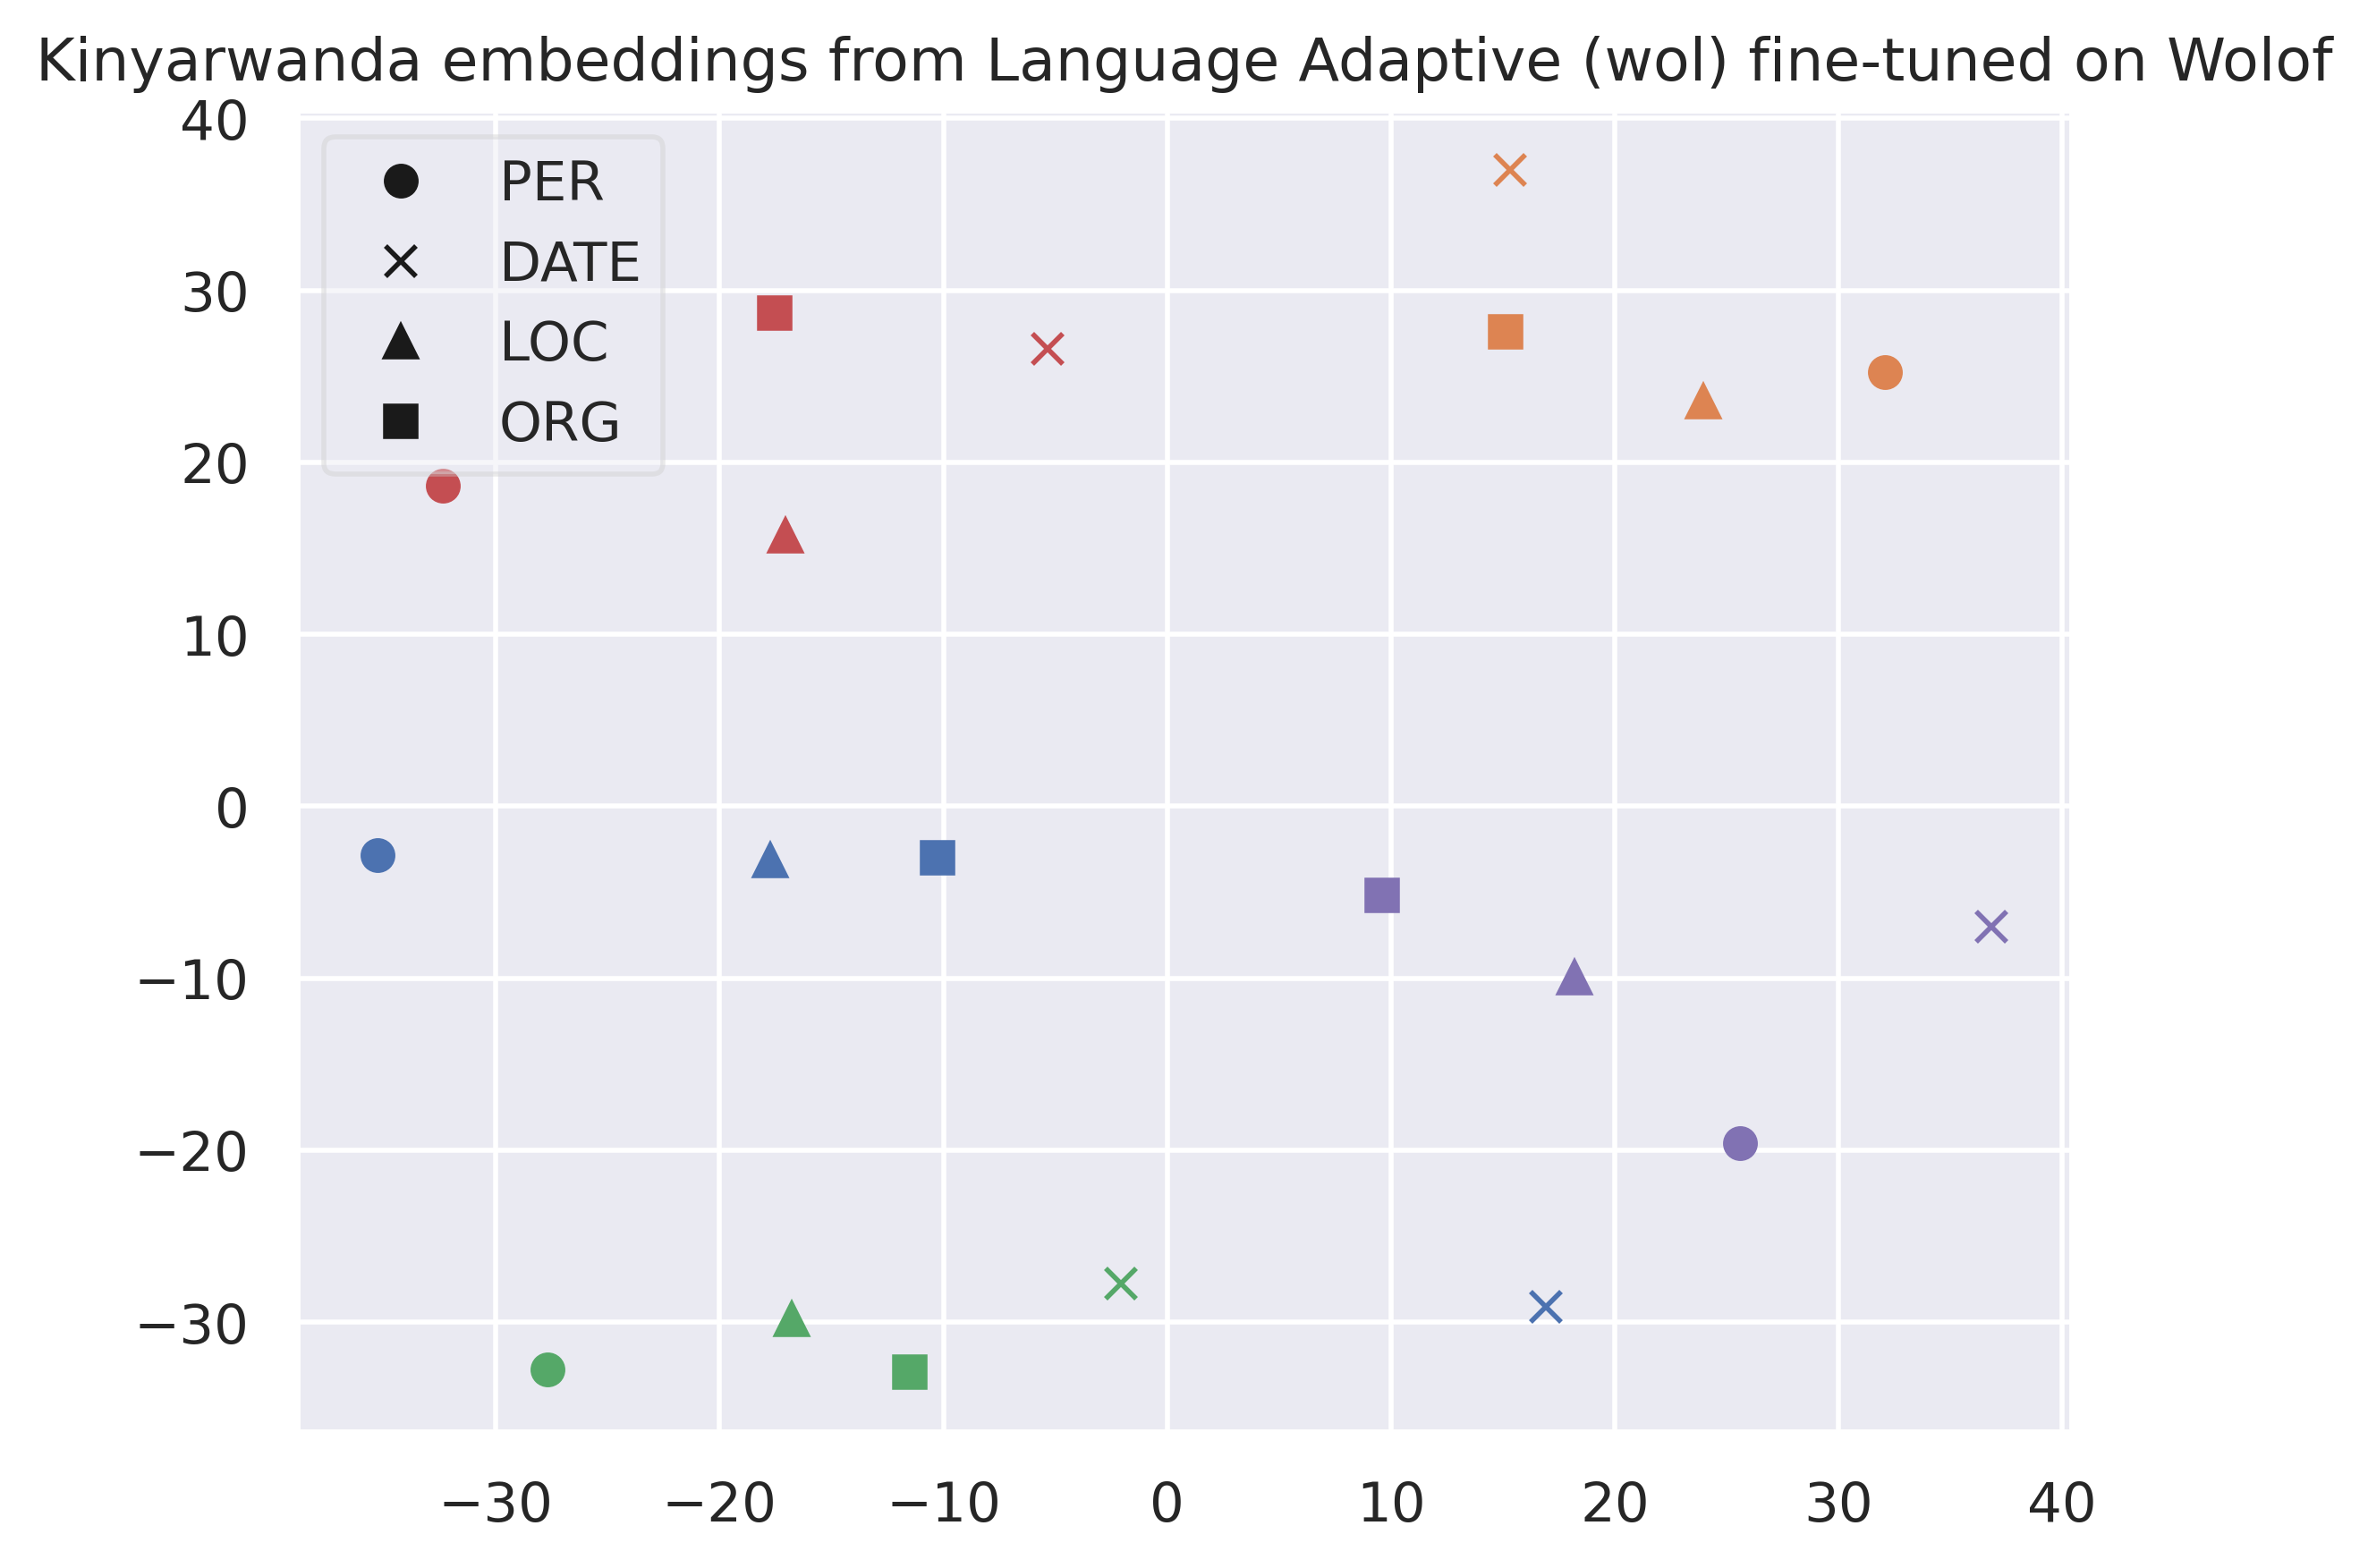 Kinyarwanda embeddings from Language Adaptive (wol) fine-tuned on Wolof
40
30
20
10
0
−10
−20
−30
PER
DATE
LOC
ORG
−30 −20 −10 0 10 20 30 40